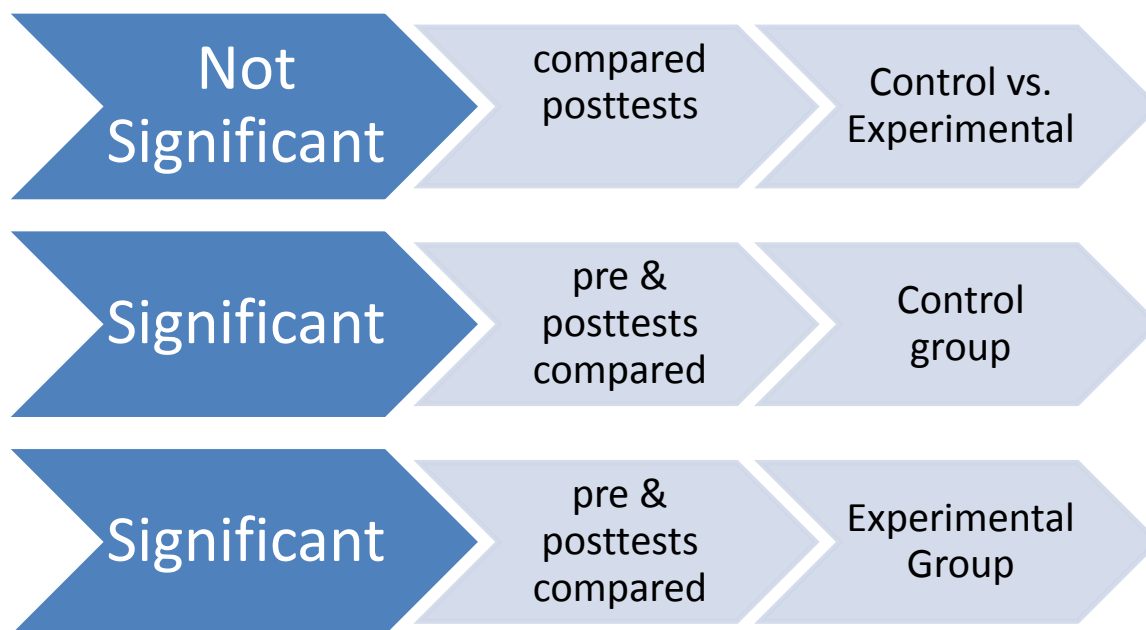 Not
Significant
compared
posttests
Control vs.
Experimental
Significant
pre &
posttests
compared
Control
group
Significant
pre &
posttests
compared
Experimental
Group